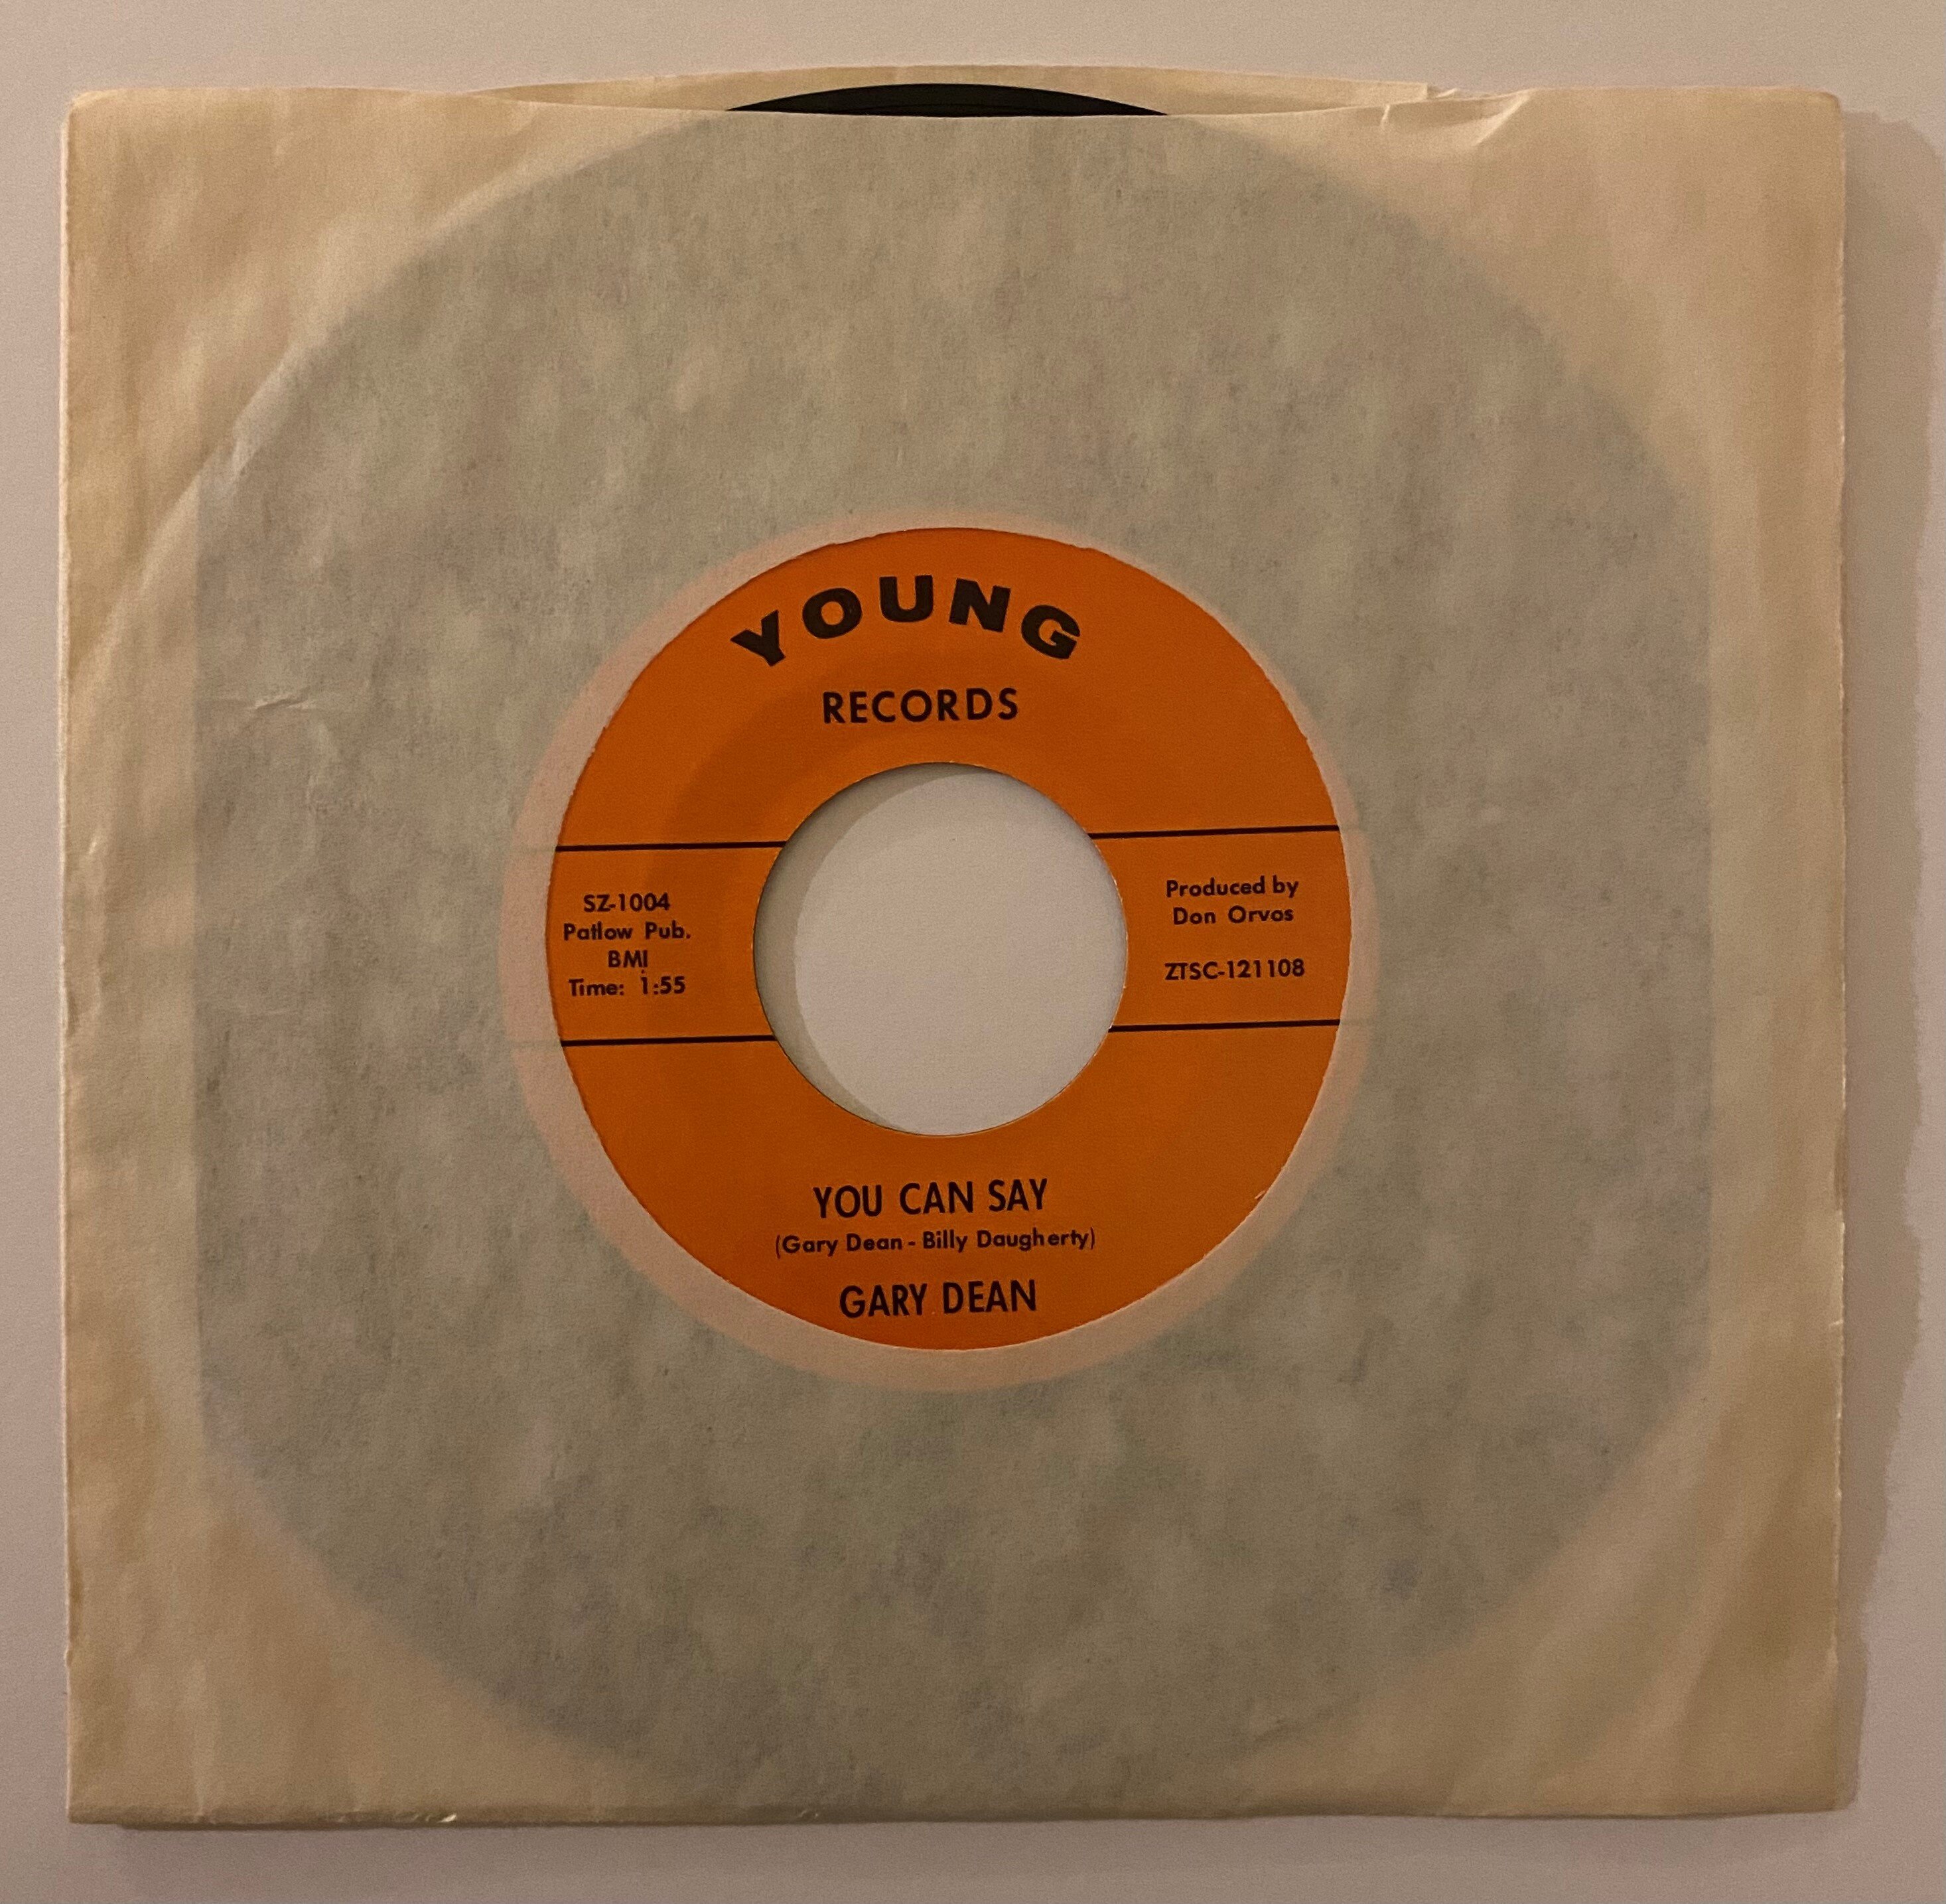 YOUNG
RECORDS
SZ-1004
Patlow Pub.
BMI
Time: 1:55
Produced by
Don Orvos
ZTSC-121108
YOU CAN SAY
(Gary Dean - Billy Daugherty)
GARY DEAN